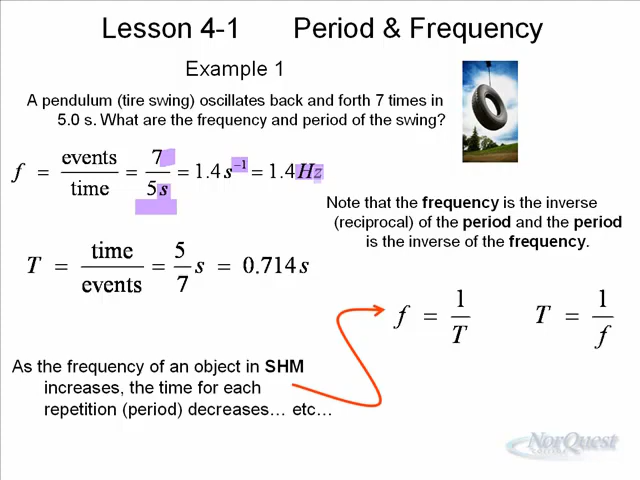 Lesson 4-1 Period & Frequency
Example 1
A pendulum (tire swing) oscillates back and forth 7 times in
5.0 s. What are the frequency and period of the swing?
f = events/time = 7/5s = 1.4 s⁻¹ = 1.4 Hz
Note that the frequency is the inverse
(reciprocal) of the period and the period
is the inverse of the frequency.
T = time/events = 5/7 s = 0.714 s
f = 1/T T = 1/f
As the frequency of an object in SHM
increases, the time for each
repetition (period) decreases… etc…
NorQuest